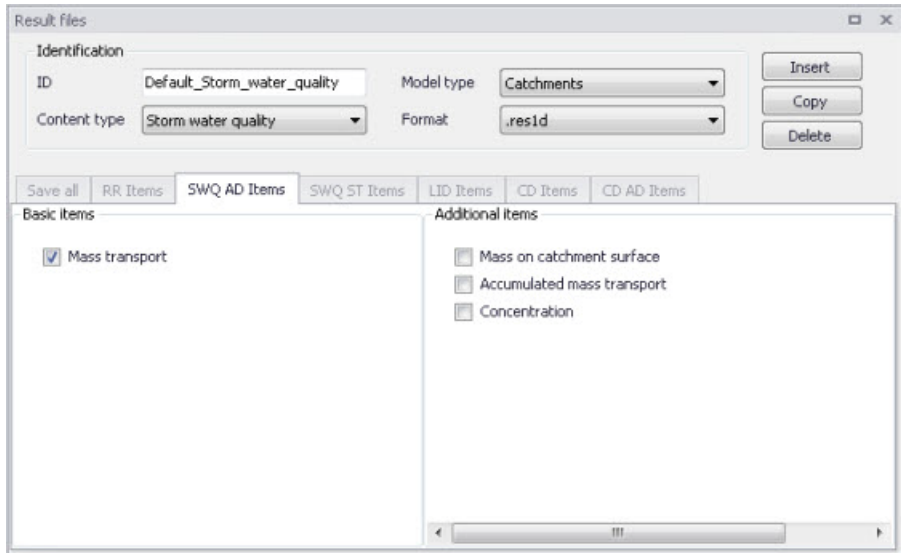 Result files
Identification
ID Default_Storm_water_quality Model type Catchments Insert
Content type Storm water quality Format .res1d Copy
Delete
Save all RR Items SWQ AD Items SWQ ST Items LID Items CD Items CD AD Items
Basic items Additional items
Mass transport Mass on catchment surface
Accumulated mass transport
Concentration